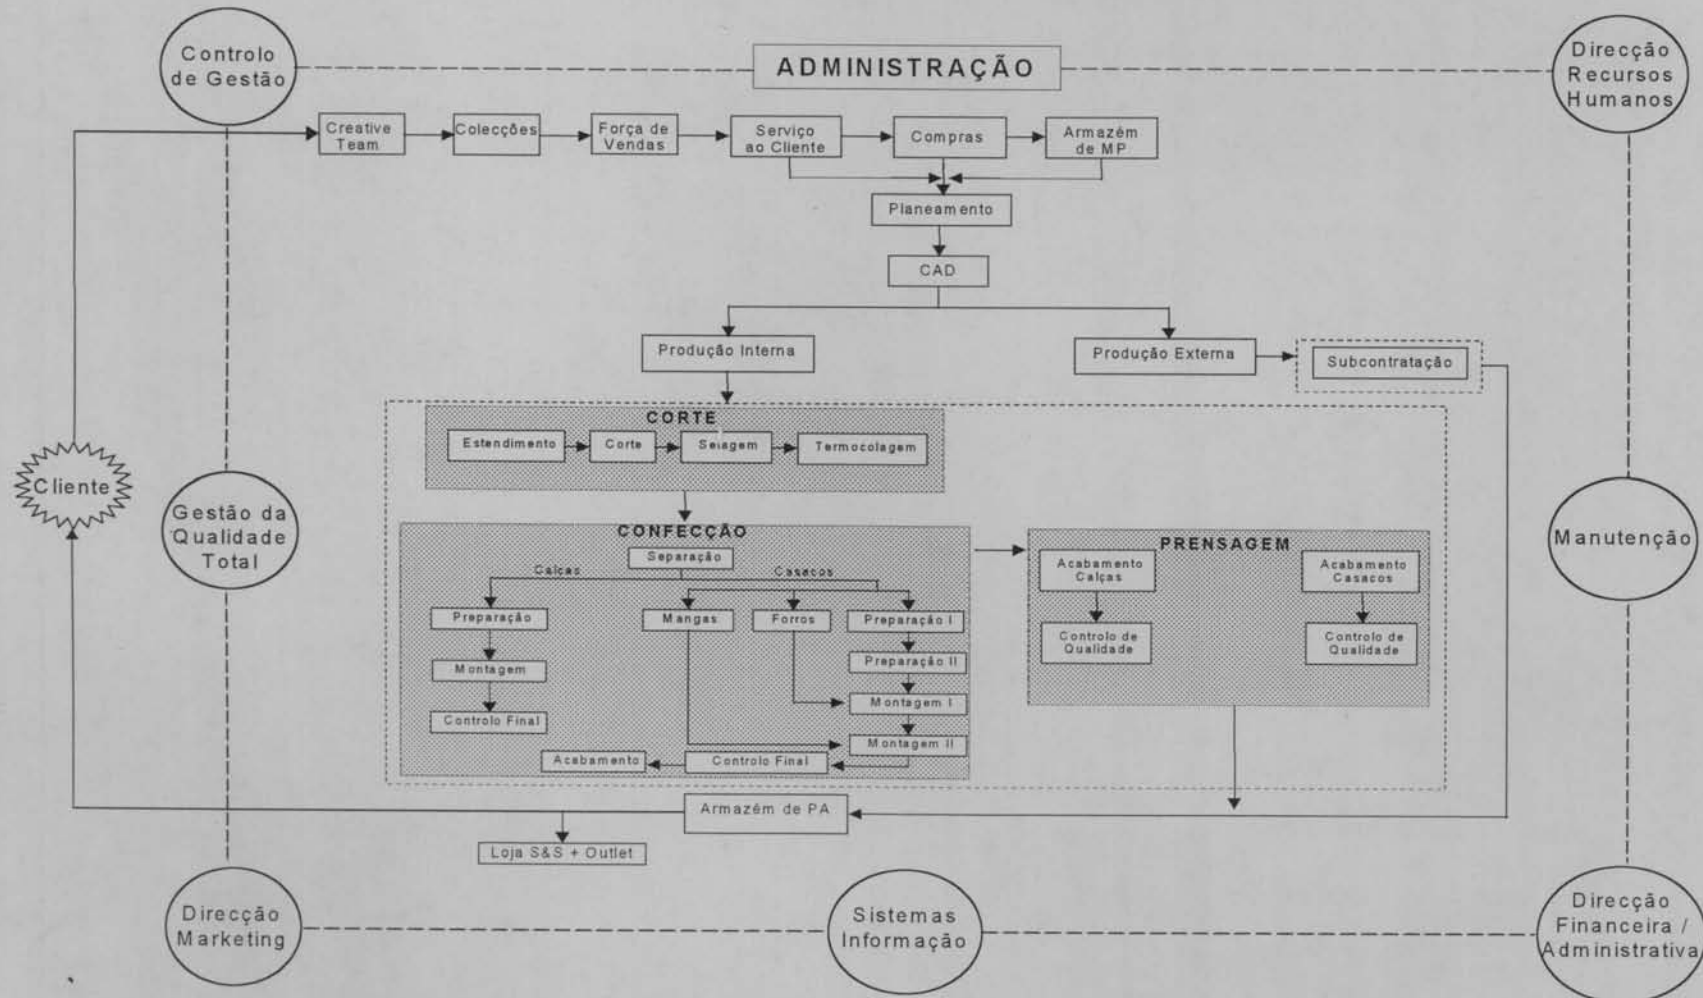 Controlo
de Gestão
ADMINISTRAÇÃO
Direcção
Recursos
Humanos
Creative
Team
Colecções
Força de
Vendas
Serviço
ao Cliente
Compras
Armazém
de MP
Planeamento
CAD
Produção Interna
Produção Externa
Subcontratação
CORTE
Estendimento
Corte
Selagem
Termocolagem
Cliente
Gestão da
Qualidade
Total
Manutenção
CONFECÇÃO
Separação
Calças
Casacos
Preparação
Mangas
Forros
Preparação I
Montagem
Preparação II
Controlo Final
Montagem I
Montagem II
Acabamento
Controlo Final
PRENSAGEM
Acabamento
Calças
Acabamento
Casacos
Controlo de
Qualidade
Controlo de
Qualidade
Armazém de PA
Loja S&S + Outlet
Direcção
Marketing
Sistemas
Informação
Direcção
Financeira /
Administrativa